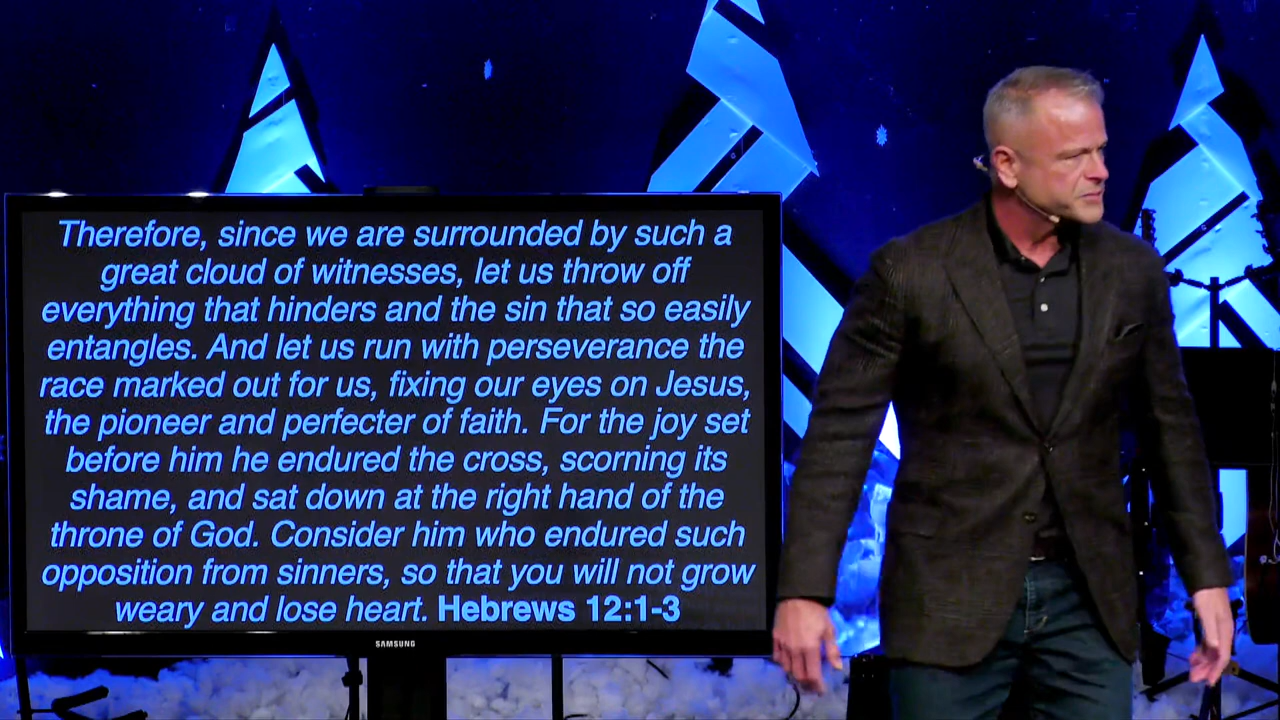 Therefore, since we are surrounded by such a
great cloud of witnesses, let us throw off
everything that hinders and the sin that so easily
entangles. And let us run with perseverance the
race marked out for us, fixing our eyes on Jesus,
the pioneer and perfecter of faith. For the joy set
before him he endured the cross, scorning its
shame, and sat down at the right hand of the
throne of God. Consider him who endured such
opposition from sinners, so that you will not grow
weary and lose heart. Hebrews 12:1-3
SAMSUNG